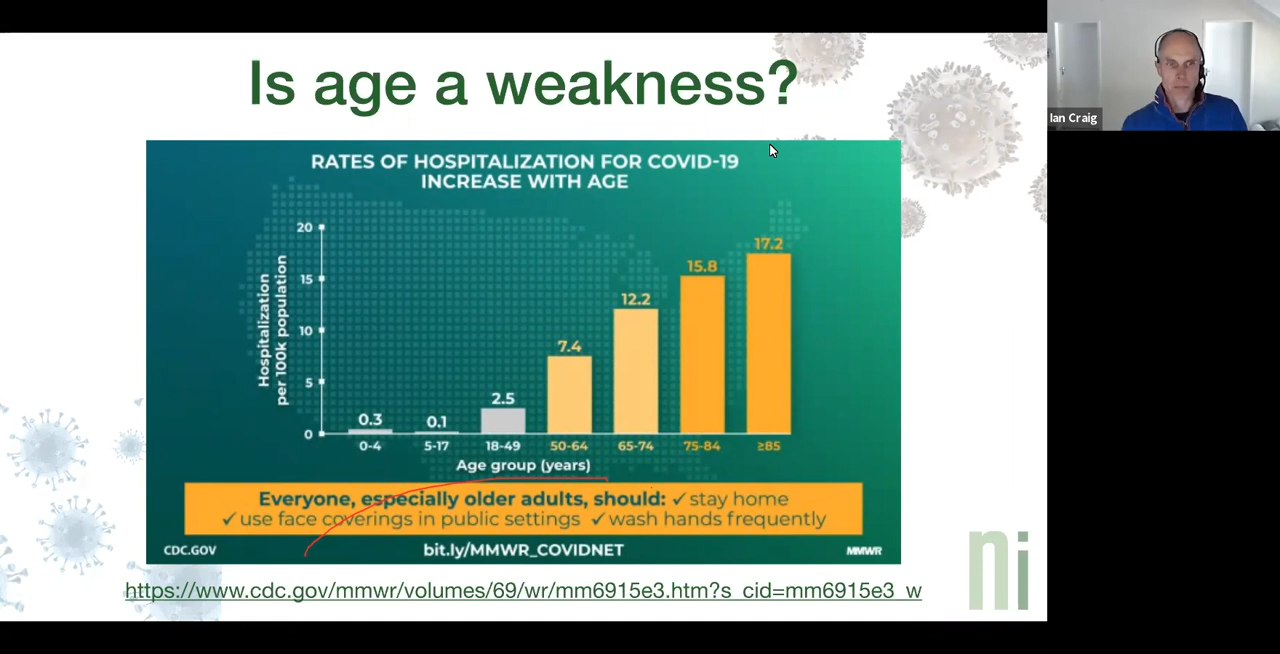 Is age a weakness?
Ian Craig
RATES OF HOSPITALIZATION FOR COVID-19
INCREASE WITH AGE
Hospitalization
per 100k population
20
15
10
5
0
0.3
0.1
2.5
7.4
12.2
15.8
17.2
0-4
5-17
18-49
50-64
65-74
75-84
≥85
Age group (years)
Everyone, especially older adults, should: ✓ stay home
✓ use face coverings in public settings ✓ wash hands frequently
CDC.GOV
bit.ly/MMWR_COVIDNET
MMWR
https://www.cdc.gov/mmwr/volumes/69/wr/mm6915e3.htm?s_cid=mm6915e3_w
ni